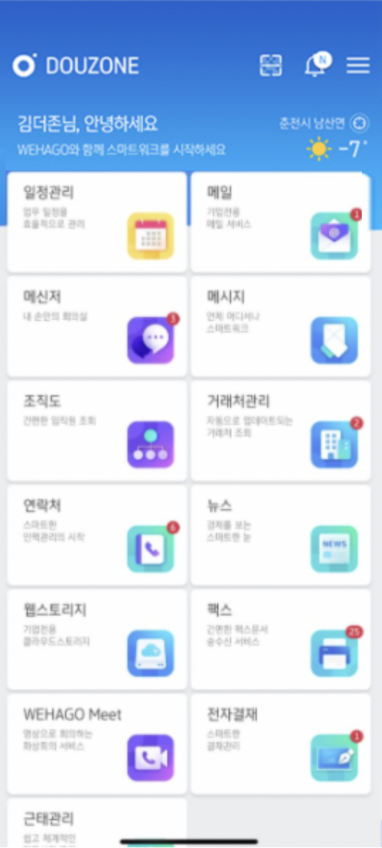 DOUZONE
N
김더존님, 안녕하세요
춘천시 남산면
WEHAGO와 함께 스마트워크를 시작하세요
-7°
일정관리
업무 일정을
효율적으로 관리
메일
기업전용
메일 서비스
1
메신저
내 손안의 회의실
3
메시지
언제 어디서나
스마트워크
조직도
간편한 임직원 조회
거래처관리
자동으로 업데이트되는
거래처 조회
2
연락처
스마트한
인맥관리의 시작
6
뉴스
경제를 보는
스마트한 눈
NEWS
웹스토리지
기업전용
클라우드스토리지
팩스
간편한 팩스문서
송수신 서비스
25
WEHAGO Meet
영상으로 회의하는
화상회의 서비스
전자결재
스마트한
결재관리
1
근태관리
쉽고 체계적인